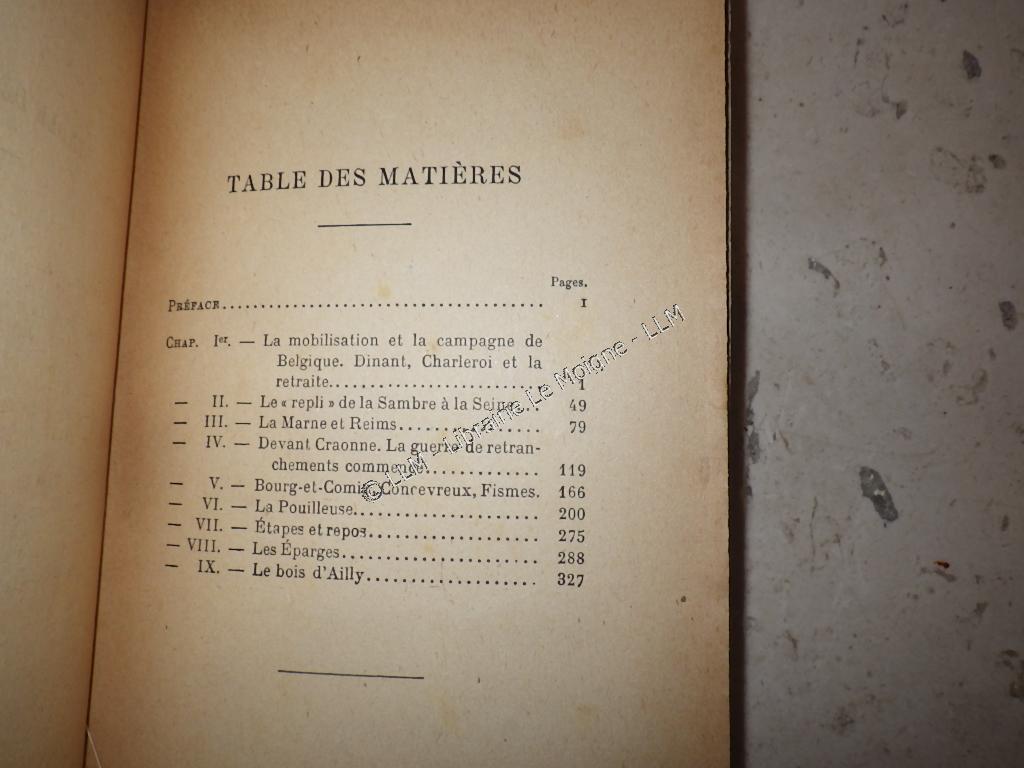 TABLE DES MATIÈRES
Pages.
PRÉFACE........................................ I
CHAP. Ier. — La mobilisation et la campagne de
Belgique. Dinant, Charleroi et la
retraite............................ 1
— II. — Le « repli » de la Sambre à la Seine... 49
— III. — La Marne et Reims.................. 79
— IV. — Devant Craonne. La guerre de retran-
chements commence.............. 119
— V. — Bourg-et-Comin, Concevreux, Fismes. 166
— VI. — La Pouilleuse........................ 200
— VII. — Étapes et repos...................... 275
— VIII. — Les Éparges.......................... 288
— IX. — Le bois d'Ailly...................... 327
© LLM - Librairie Le Moigne - LLM